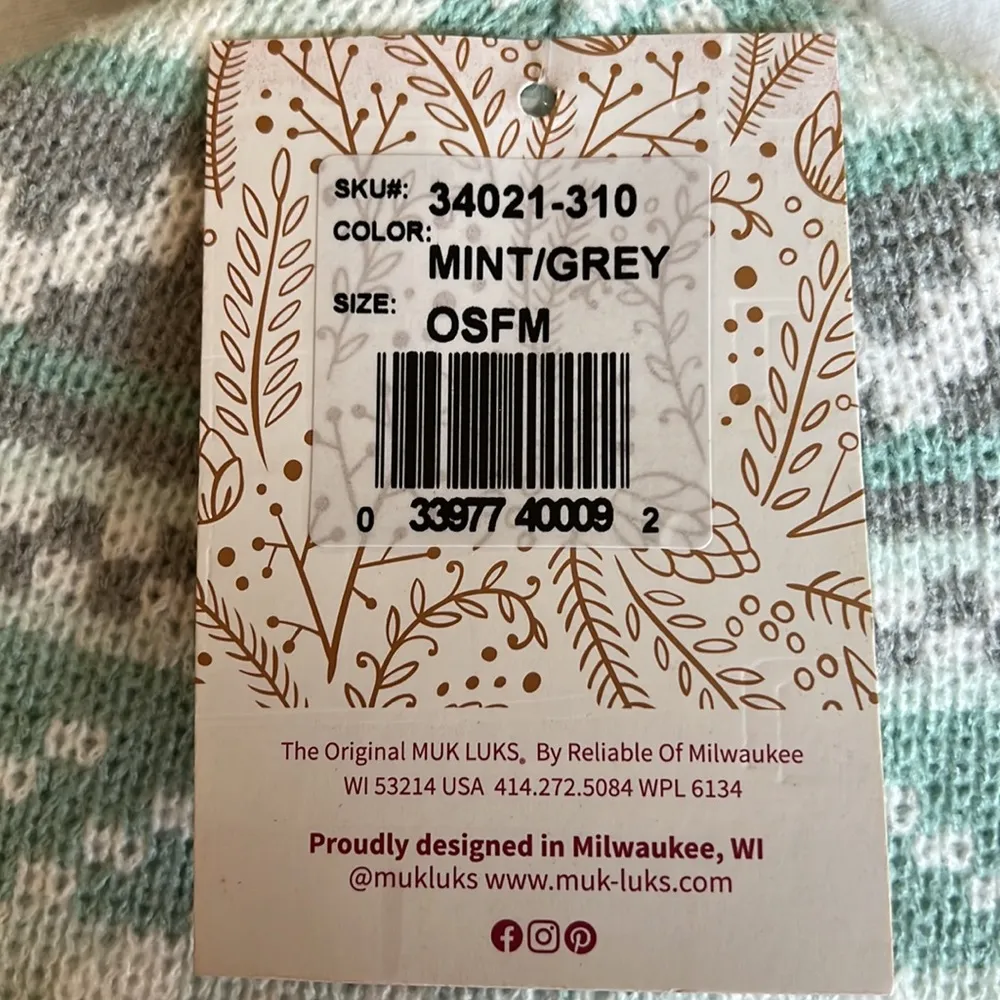 SKU#: 34021-310
COLOR: MINT/GREY
SIZE: OSFM
0 33977 40009 2
The Original MUK LUKS® By Reliable Of Milwaukee
WI 53214 USA 414.272.5084 WPL 6134
Proudly designed in Milwaukee, WI
@mukluks www.muk-luks.com